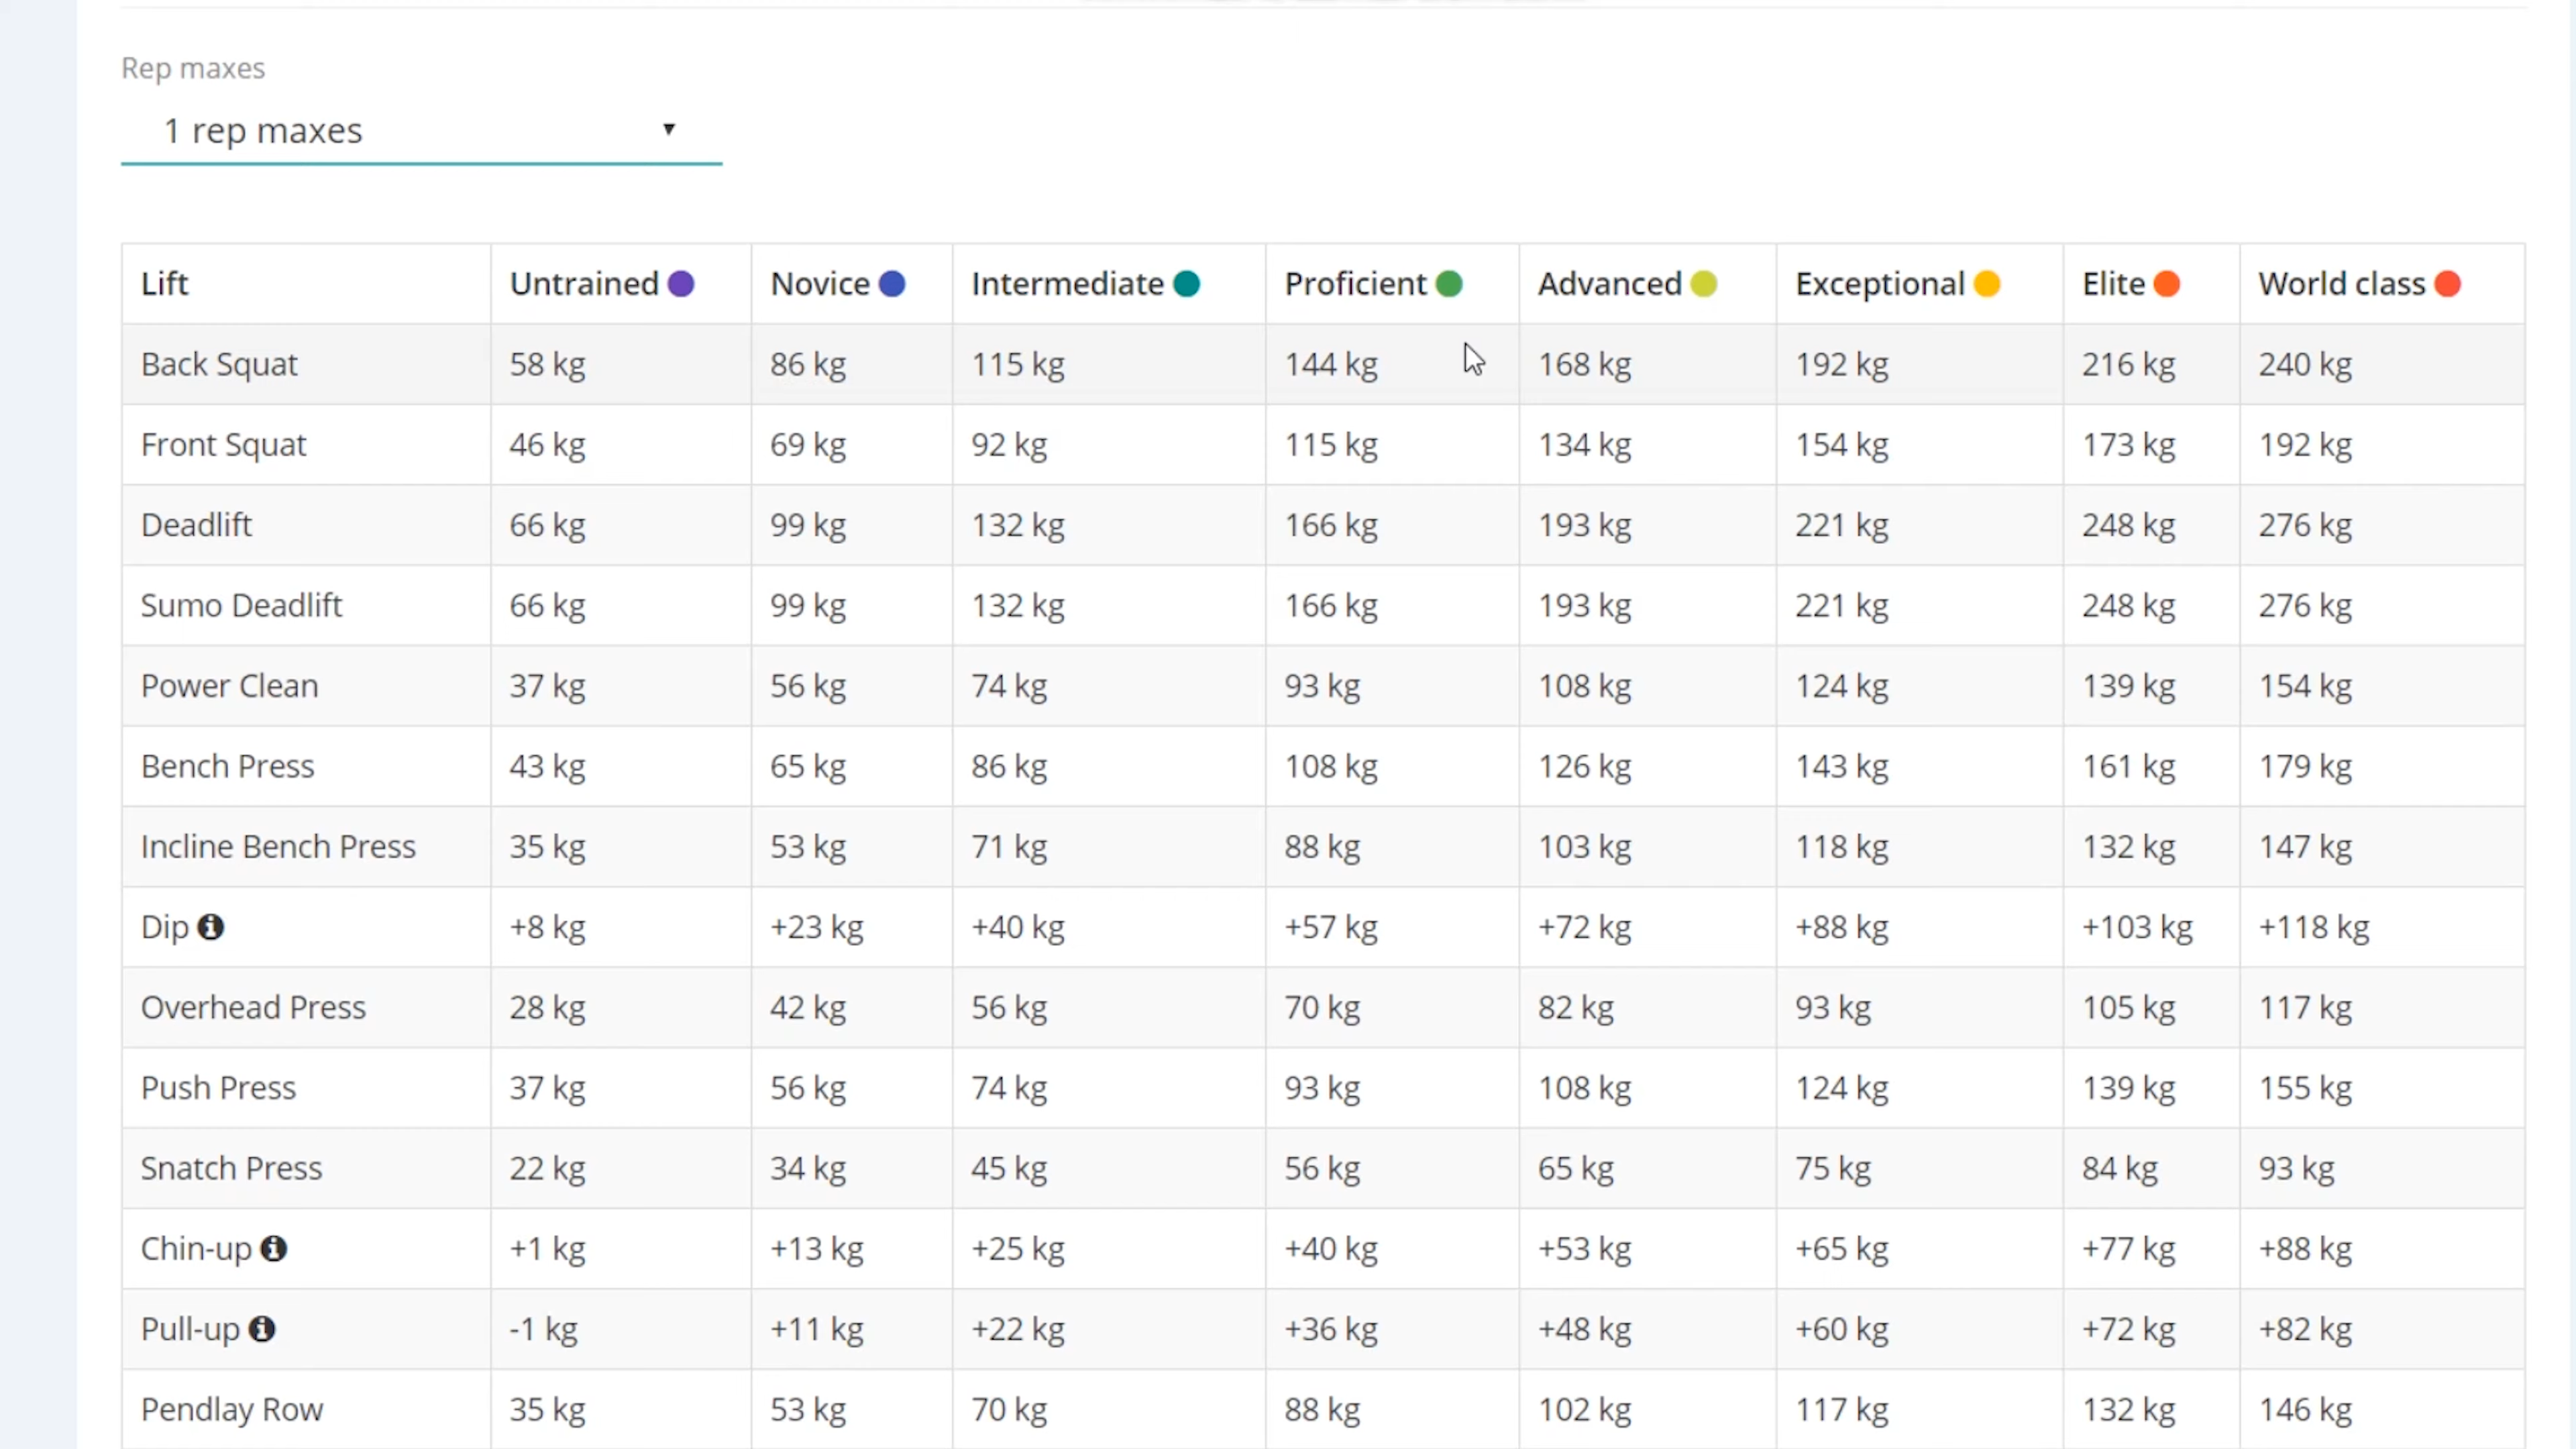 Rep maxes
1 rep maxes
Lift Untrained Novice Intermediate Proficient Advanced Exceptional Elite World class
Back Squat 58 kg 86 kg 115 kg 144 kg 168 kg 192 kg 216 kg 240 kg
Front Squat 46 kg 69 kg 92 kg 115 kg 134 kg 154 kg 173 kg 192 kg
Deadlift 66 kg 99 kg 132 kg 166 kg 193 kg 221 kg 248 kg 276 kg
Sumo Deadlift 66 kg 99 kg 132 kg 166 kg 193 kg 221 kg 248 kg 276 kg
Power Clean 37 kg 56 kg 74 kg 93 kg 108 kg 124 kg 139 kg 154 kg
Bench Press 43 kg 65 kg 86 kg 108 kg 126 kg 143 kg 161 kg 179 kg
Incline Bench Press 35 kg 53 kg 71 kg 88 kg 103 kg 118 kg 132 kg 147 kg
Dip +8 kg +23 kg +40 kg +57 kg +72 kg +88 kg +103 kg +118 kg
Overhead Press 28 kg 42 kg 56 kg 70 kg 82 kg 93 kg 105 kg 117 kg
Push Press 37 kg 56 kg 74 kg 93 kg 108 kg 124 kg 139 kg 155 kg
Snatch Press 22 kg 34 kg 45 kg 56 kg 65 kg 75 kg 84 kg 93 kg
Chin-up +1 kg +13 kg +25 kg +40 kg +53 kg +65 kg +77 kg +88 kg
Pull-up -1 kg +11 kg +22 kg +36 kg +48 kg +60 kg +72 kg +82 kg
Pendlay Row 35 kg 53 kg 70 kg 88 kg 102 kg 117 kg 132 kg 146 kg